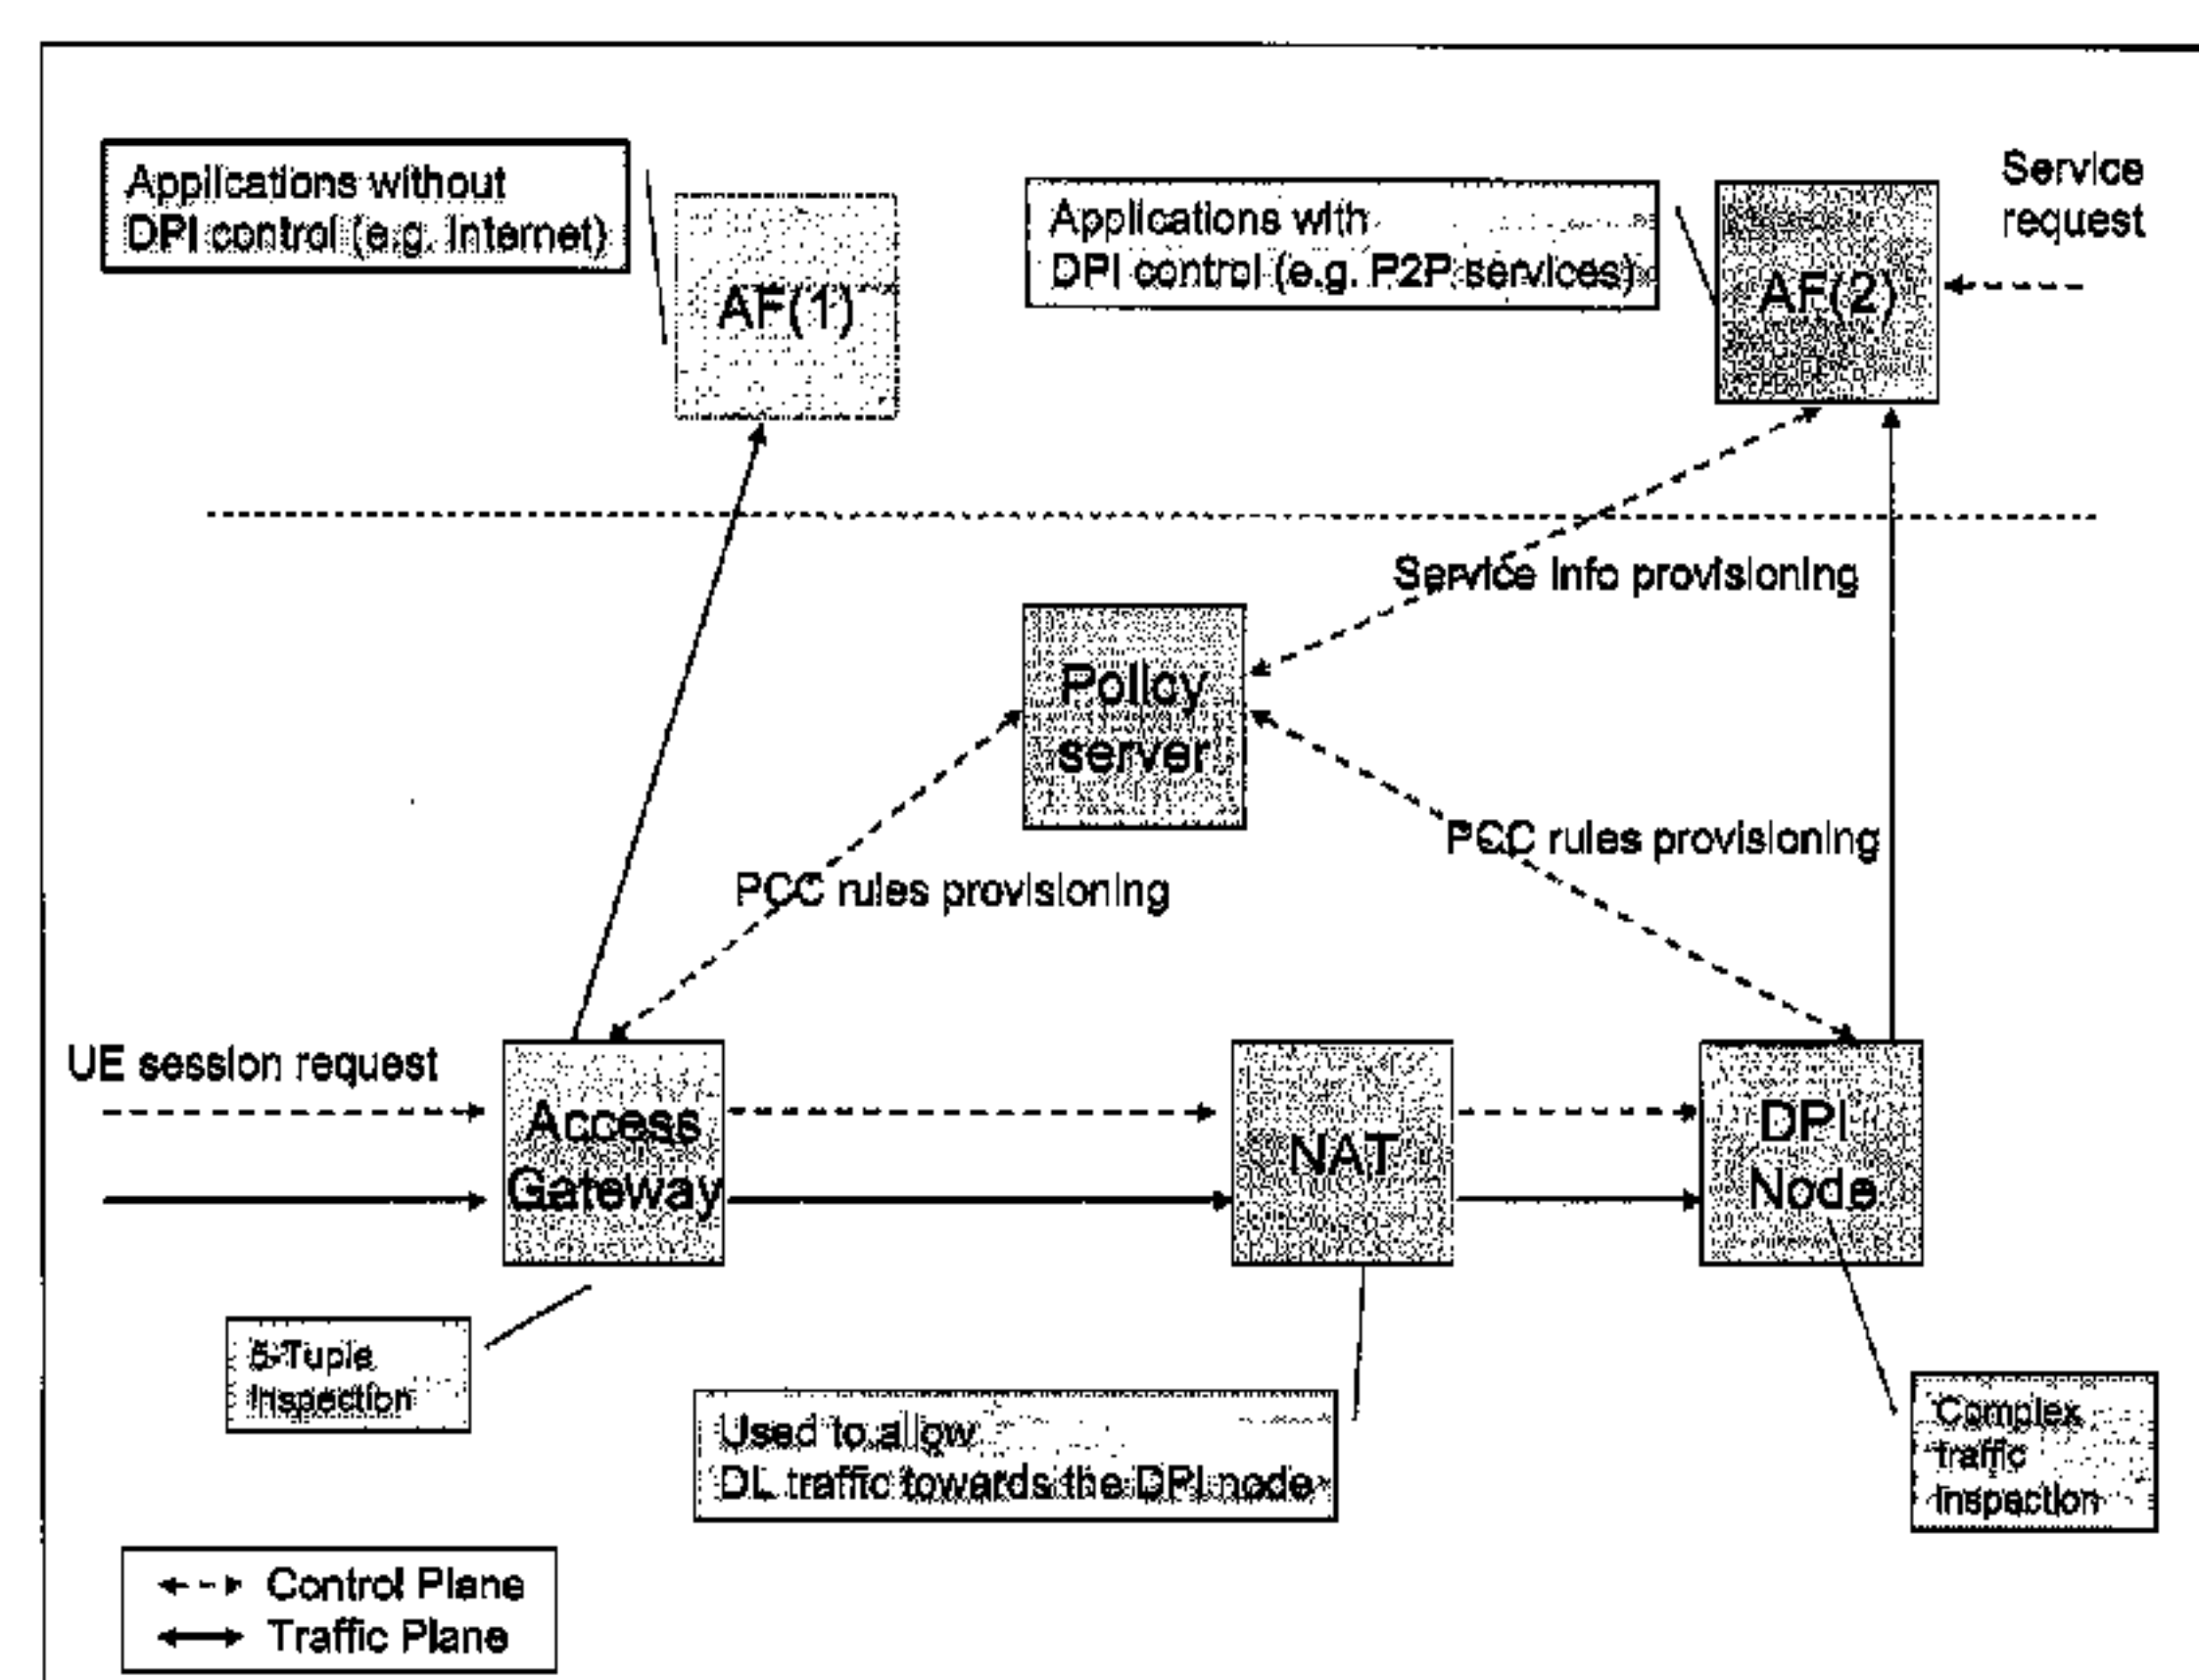 Applications without
DPI control (e.g. Internet)
AF(1)
Applications with
DPI control (e.g. P2P services)
AF(2)
Service
request
Service info provisioning
Policy
server
PCC rules provisioning
PCC rules provisioning
UE session request
Access
Gateway
NAT
DPI
Node
5-Tuple
Inspection
Used to allow
DL traffic towards the DPI node
Complex
traffic
inspection
Control Plane
Traffic Plane